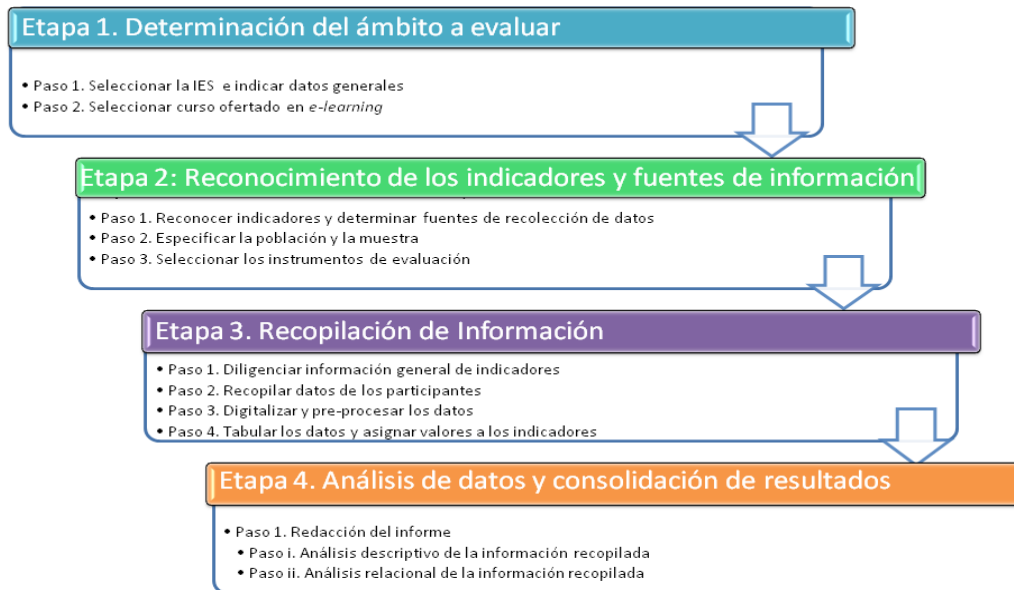 Etapa 1. Determinación del ámbito a evaluar
• Paso 1. Seleccionar la IES e indicar datos generales
• Paso 2. Seleccionar curso ofertado en e-learning
Etapa 2: Reconocimiento de los indicadores y fuentes de información
• Paso 1. Reconocer indicadores y determinar fuentes de recolección de datos
• Paso 2. Especificar la población y la muestra
• Paso 3. Seleccionar los instrumentos de evaluación
Etapa 3. Recopilación de Información
• Paso 1. Diligenciar información general de indicadores
• Paso 2. Recopilar datos de los participantes
• Paso 3. Digitalizar y pre-procesar los datos
• Paso 4. Tabular los datos y asignar valores a los indicadores
Etapa 4. Análisis de datos y consolidación de resultados
• Paso 1. Redacción del informe
• Paso i. Análisis descriptivo de la información recopilada
• Paso ii. Análisis relacional de la información recopilada